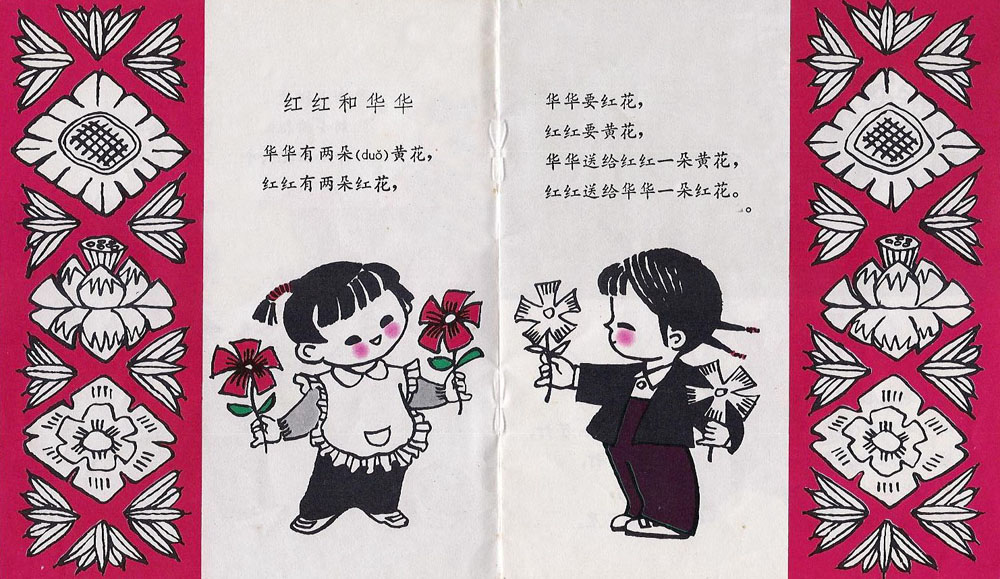 红红和华华
华华有两朵(duǒ)黄花,
红红有两朵红花,
华华要红花,
红红要黄花,
华华送给红红一朵黄花,
红红送给华华一朵红花。
。